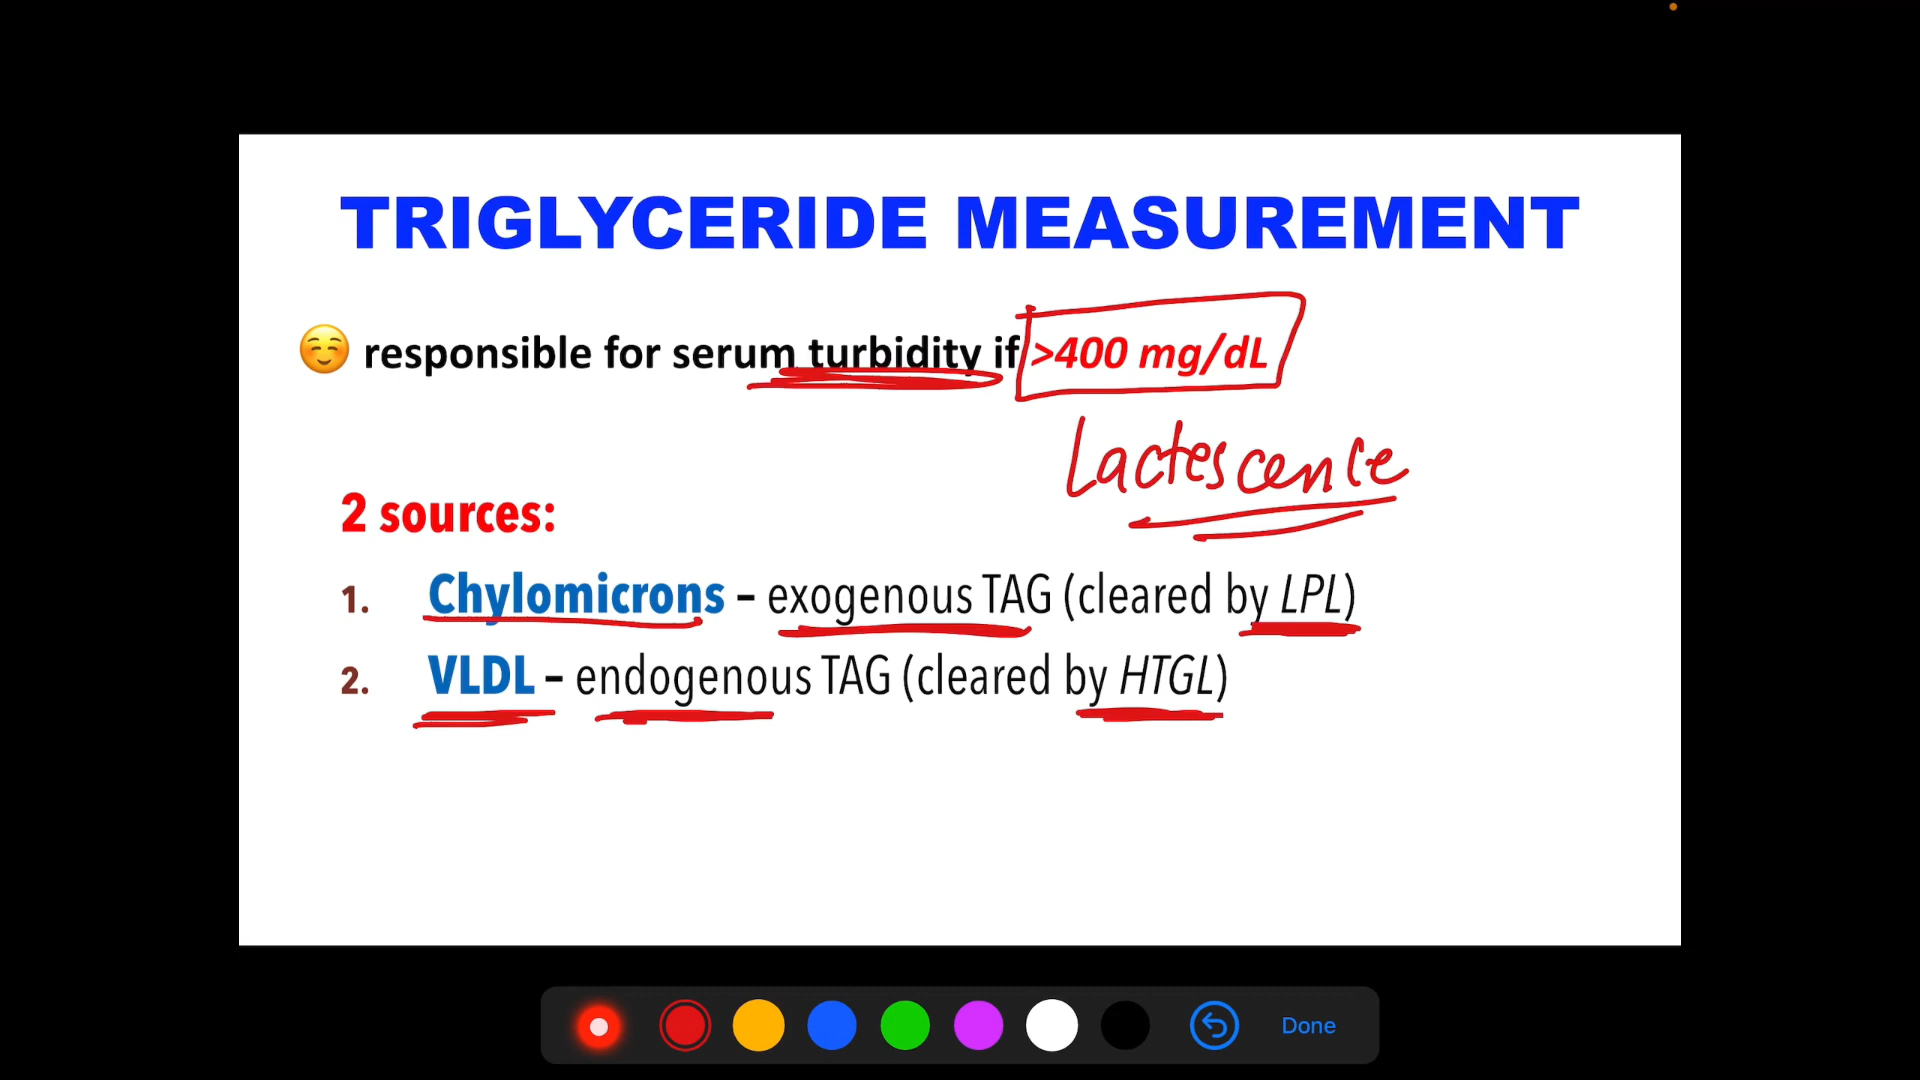 TRIGLYCERIDE MEASUREMENT
☺️ responsible for serum turbidity if >400 mg/dL
Lactescence
2 sources:
1. Chylomicrons – exogenous TAG (cleared by LPL)
2. VLDL – endogenous TAG (cleared by HTGL)
Done